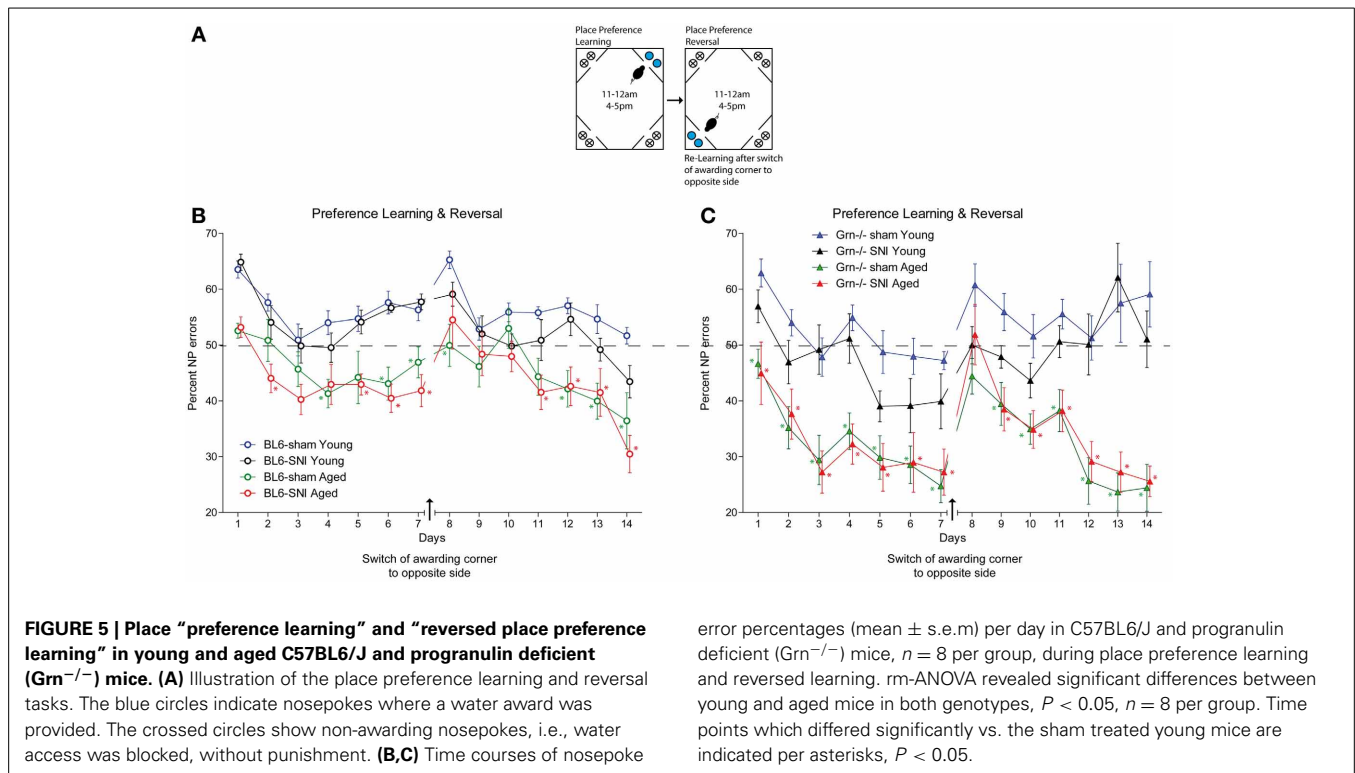 A
Place Preference
Learning
11-12am
4-5pm
Place Preference
Reversal
11-12am
4-5pm
Re-Learning after switch
of awarding corner to
opposite side
B
Preference Learning & Reversal
Percent NP errors
70
60
50
40
30
20
BL6-sham Young
BL6-SNI Young
BL6-sham Aged
BL6-SNI Aged
1 2 3 4 5 6 7 8 9 10 11 12 13 14
Days
Switch of awarding corner
to opposite side
C
Preference Learning & Reversal
Grn-/- sham Young
Grn-/- SNI Young
Grn-/- sham Aged
Grn-/- SNI Aged
Percent NP errors
70
60
50
40
30
20
1 2 3 4 5 6 7 8 9 10 11 12 13 14
Days
Switch of awarding corner
to opposite side
FIGURE 5 | Place “preference learning” and “reversed place preference
learning” in young and aged C57BL6/J and progranulin deficient
(Grn−/−) mice. (A) Illustration of the place preference learning and reversal
tasks. The blue circles indicate nosepokes where a water award was
provided. The crossed circles show non-awarding nosepokes, i.e., water
access was blocked, without punishment. (B,C) Time courses of nosepoke
error percentages (mean ± s.e.m) per day in C57BL6/J and progranulin
deficient (Grn−/−) mice, n = 8 per group, during place preference learning
and reversed learning. rm-ANOVA revealed significant differences between
young and aged mice in both genotypes, P < 0.05, n = 8 per group. Time
points which differed significantly vs. the sham treated young mice are
indicated per asterisks, P < 0.05.